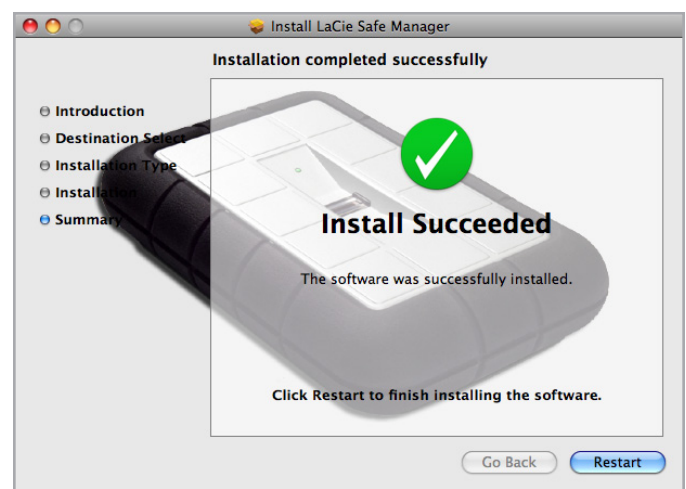 Install LaCie Safe Manager
Installation completed successfully
Introduction
Destination Select
Installation Type
Installation
Summary
Install Succeeded
The software was successfully installed.
Click Restart to finish installing the software.
Go Back
Restart